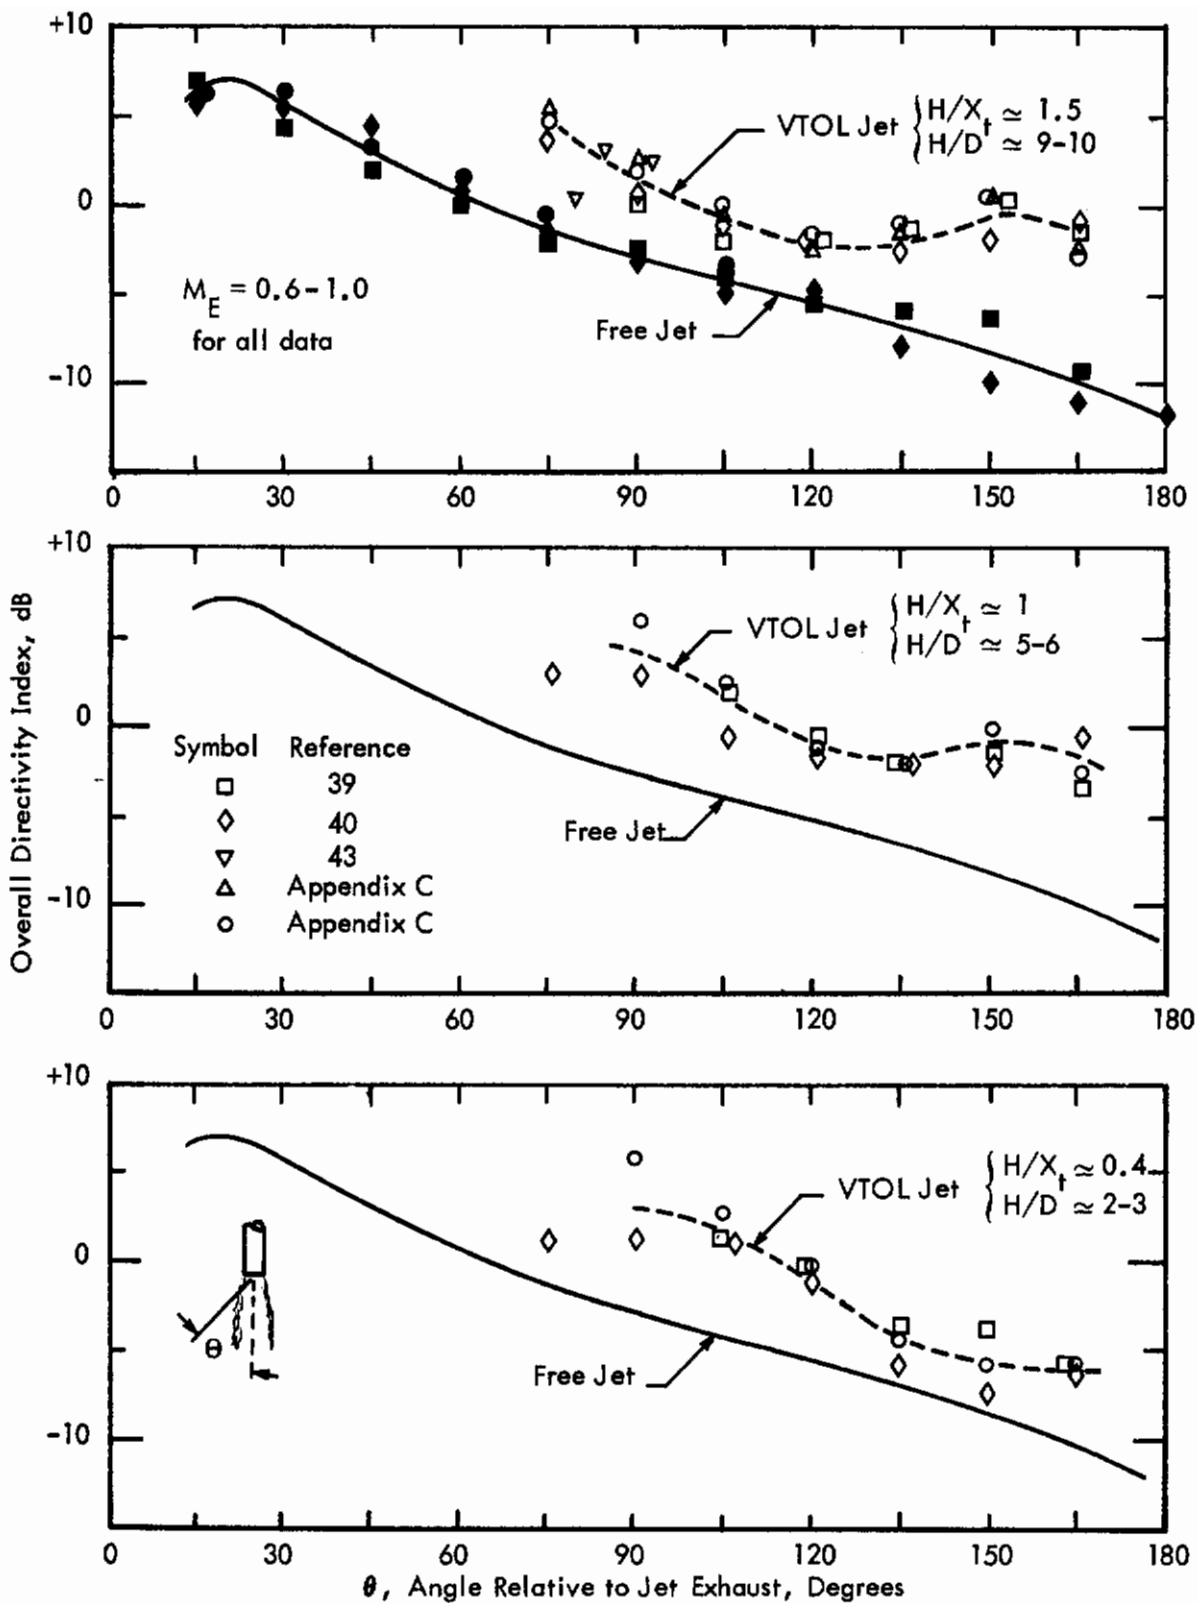 +10
0
-10
VTOL Jet { H/Xt ≃ 1.5
H/D ≃ 9-10
ME = 0.6-1.0
for all data
Free Jet
0 30 60 90 120 150 180
Overall Directivity Index, dB
+10
0
-10
VTOL Jet { H/Xt ≃ 1
H/D ≃ 5-6
Symbol Reference
□ 39
◇ 40
▽ 43
△ Appendix C
○ Appendix C
Free Jet
0 30 60 90 120 150 180
+10
0
-10
VTOL Jet { H/Xt ≃ 0.4
H/D ≃ 2-3
θ
Free Jet
0 30 60 90 120 150 180
θ, Angle Relative to Jet Exhaust, Degrees